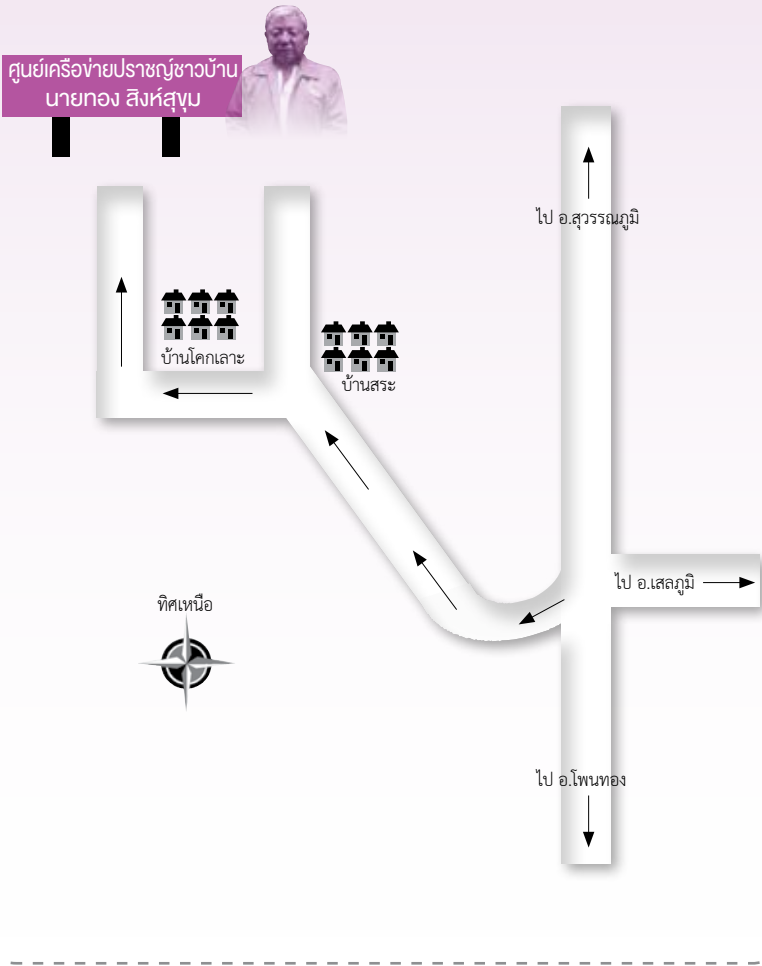 ศูนย์เครือข่ายปราชญ์ชาวบ้าน
นายทอง สิงห์สุขุม
ไป อ.สุวรรณภูมิ
บ้านโคกเลาะ
บ้านสระ
ไป อ.เสลภูมิ
ทิศเหนือ
ไป อ.โพนทอง